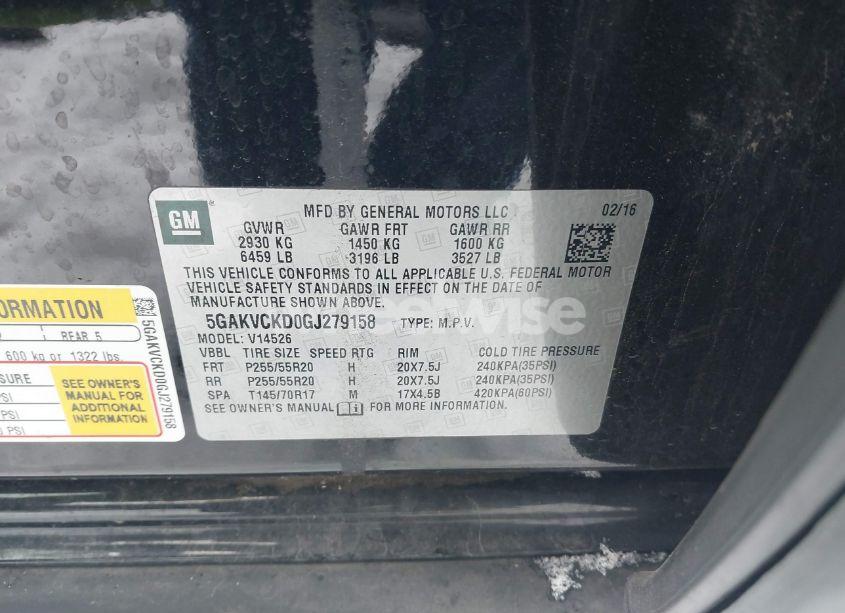 GM
MFD BY GENERAL MOTORS LLC
02/16
GVWR GAWR FRT GAWR RR
2930 KG 1450 KG 1600 KG
6459 LB 3196 LB 3527 LB
THIS VEHICLE CONFORMS TO ALL APPLICABLE U.S. FEDERAL MOTOR
VEHICLE SAFETY STANDARDS IN EFFECT ON THE DATE OF
MANUFACTURE SHOWN ABOVE.
5GAKVCKD0GJ279158 TYPE: M.P.V.
MODEL: V14526
VBBL TIRE SIZE SPEED RTG RIM COLD TIRE PRESSURE
FRT P255/55R20 H 20X7.5J 240KPA(35PSI)
RR P255/55R20 H 20X7.5J 240KPA(35PSI)
SPA T145/70R17 M 17X4.5B 420KPA(60PSI)
SEE OWNER'S MANUAL FOR MORE INFORMATION.
ORMATION
REAR 5
600 kg or 1322 lbs.
SURE
PSI
PSI
PSI
SEE OWNER'S
MANUAL FOR
ADDITIONAL
INFORMATION
5GAKVCKD0GJ279158